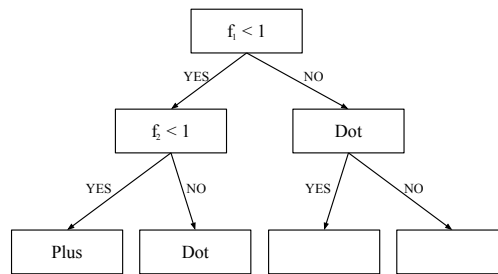 f₁ < 1
YES NO
f₂ < 1 Dot
YES NO YES NO
Plus Dot